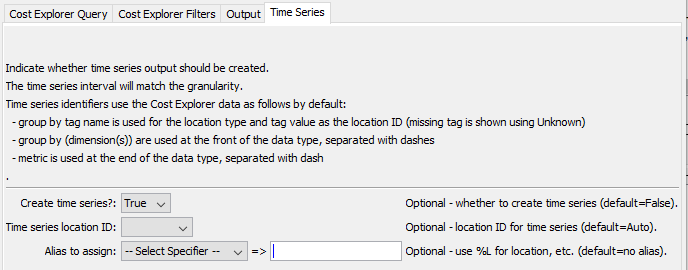 Cost Explorer Query Cost Explorer Filters Output Time Series
Indicate whether time series output should be created.
The time series interval will match the granularity.
Time series identifiers use the Cost Explorer data as follows by default:
- group by tag name is used for the location type and tag value as the location ID (missing tag is shown using Unknown)
- group by (dimension(s)) are used at the front of the data type, separated with dashes
- metric is used at the end of the data type, separated with dash
.
Create time series?: True Optional - whether to create time series (default=False).
Time series location ID: Optional - location ID for time series (default=Auto).
Alias to assign: -- Select Specifier -- => Optional - use %L for location, etc. (default=no alias).